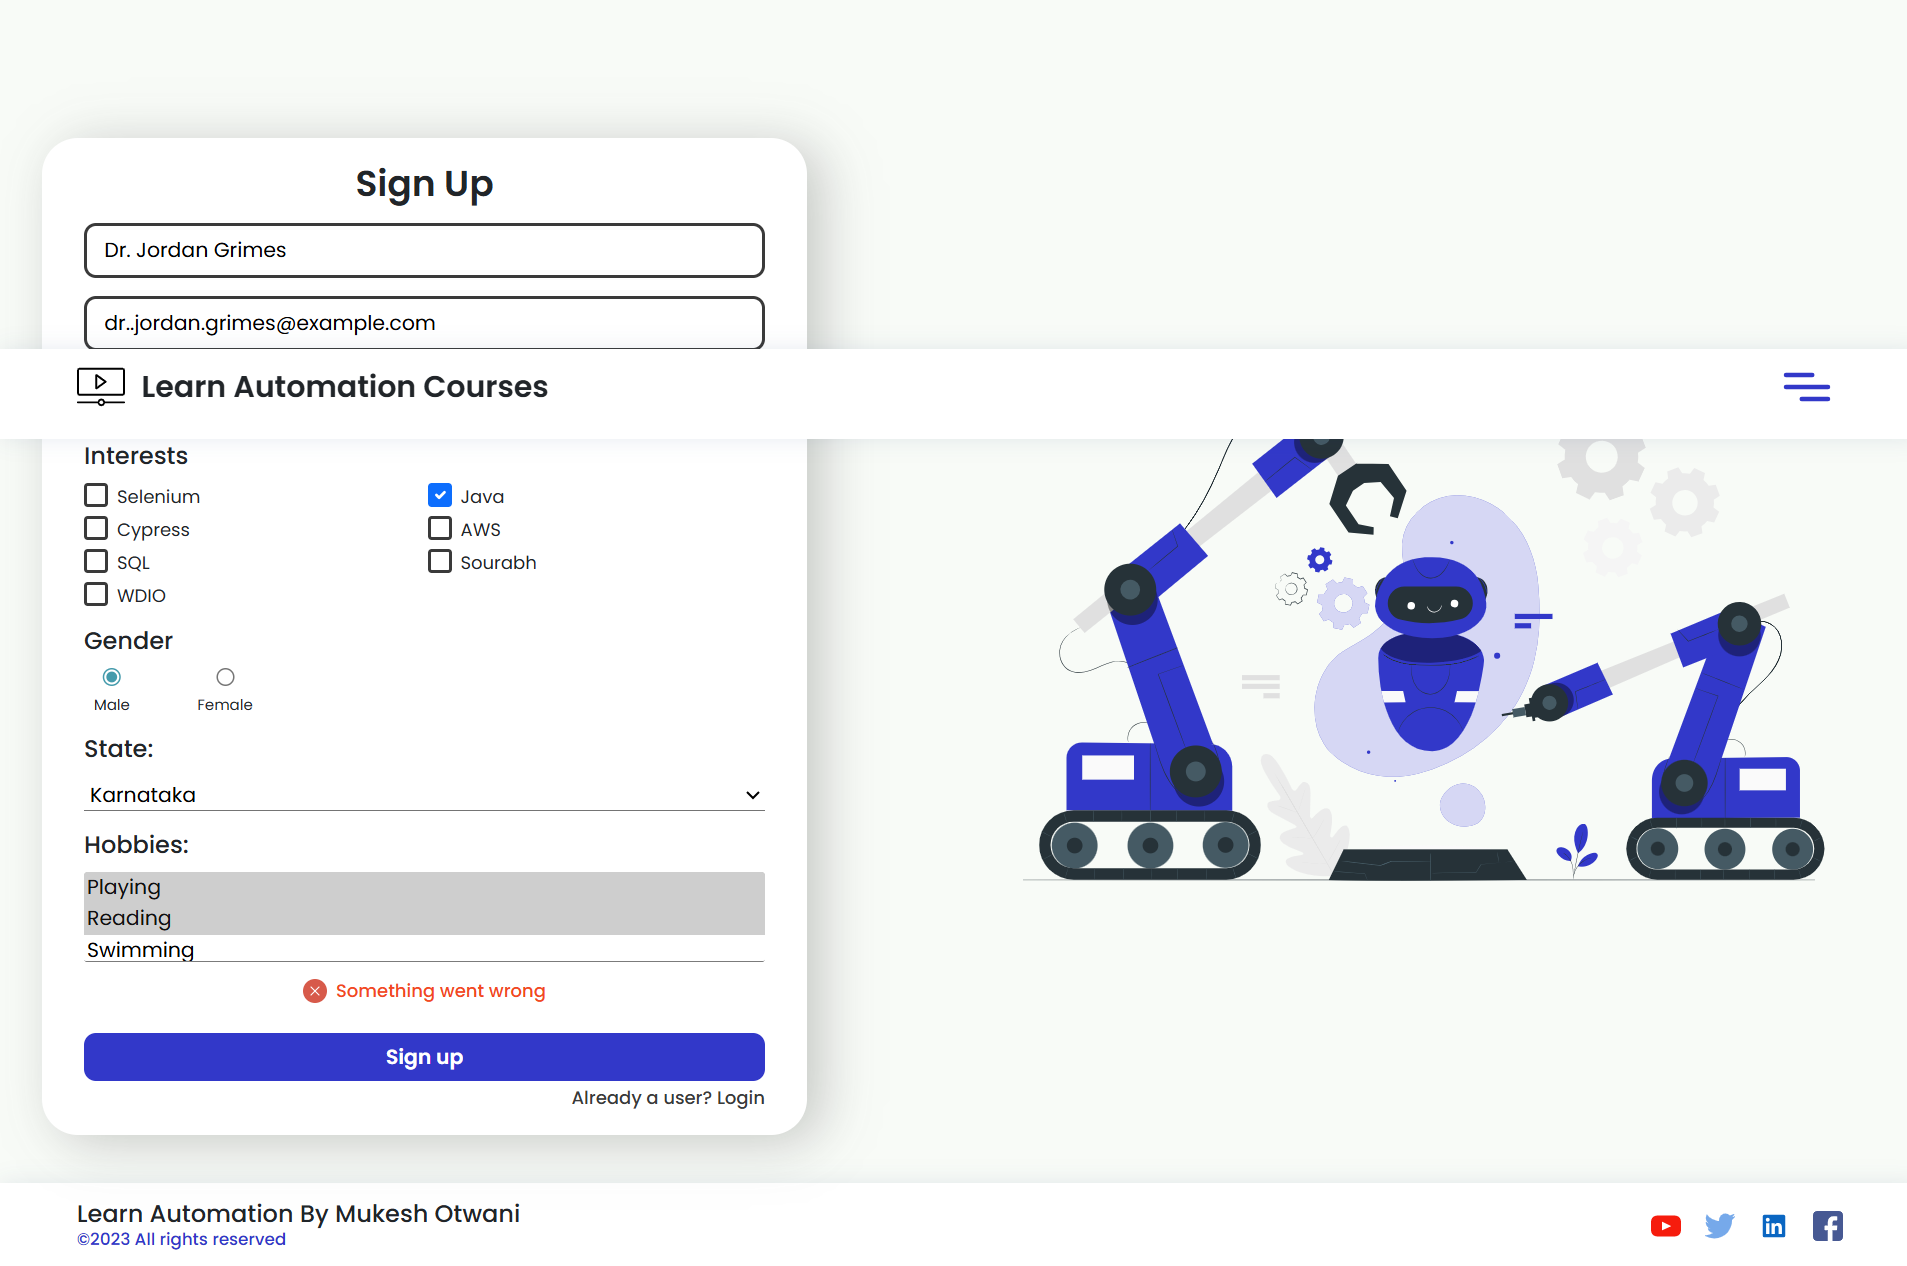 Sign Up
Dr. Jordan Grimes
dr..jordan.grimes@example.com
Learn Automation Courses
Interests
Selenium
Java
Cypress
AWS
SQL
Sourabh
WDIO
Gender
Male
Female
State:
Karnataka
Hobbies:
Playing
Reading
Swimming
Something went wrong
Sign up
Already a user? Login
Learn Automation By Mukesh Otwani
©2023 All rights reserved